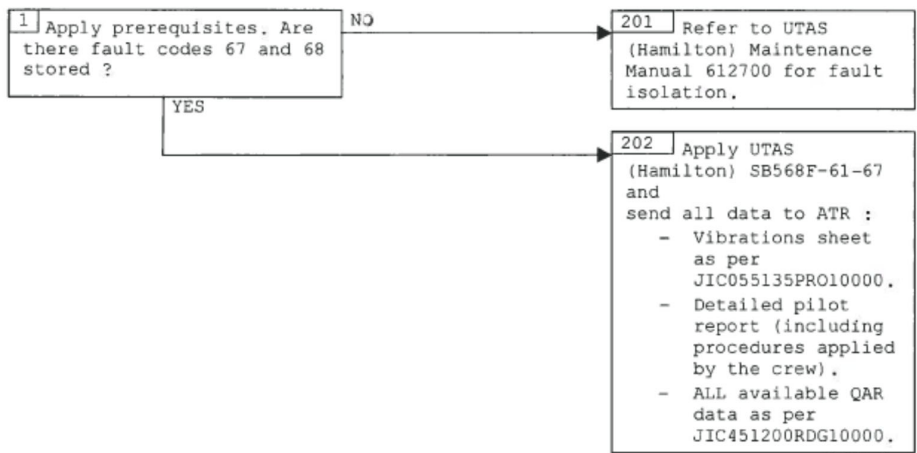 1 Apply prerequisites. Are
there fault codes 67 and 68
stored ?
NO
YES
201 Refer to UTAS
(Hamilton) Maintenance
Manual 612700 for fault
isolation.
202 Apply UTAS
(Hamilton) SB568F-61-67
and
send all data to ATR :
- Vibrations sheet
as per
JIC055135PRO10000.
- Detailed pilot
report (including
procedures applied
by the crew).
- ALL available QAR
data as per
JIC451200RDG10000.